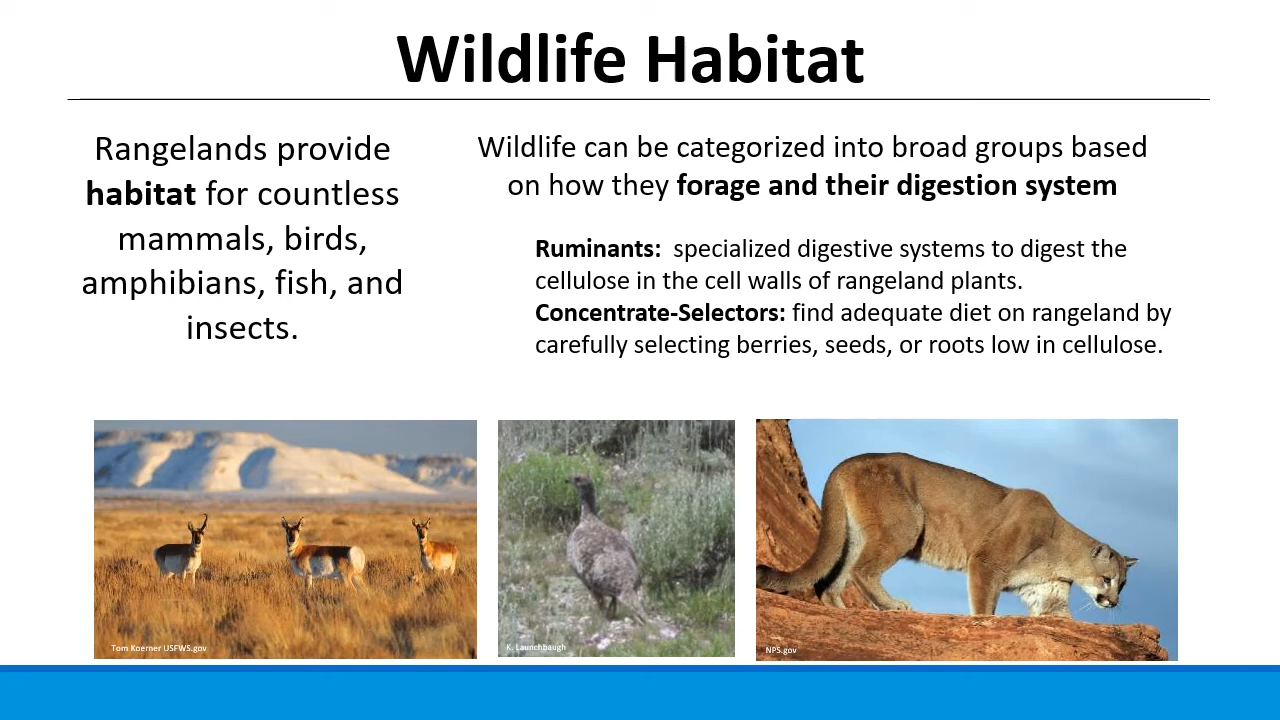 Wildlife Habitat
Rangelands provide
habitat for countless
mammals, birds,
amphibians, fish, and
insects.
Wildlife can be categorized into broad groups based
on how they forage and their digestion system
Ruminants:  specialized digestive systems to digest the
cellulose in the cell walls of rangeland plants.
Concentrate-Selectors: find adequate diet on rangeland by
carefully selecting berries, seeds, or roots low in cellulose.
Tom Koerner USFWS.gov
K. Launchbaugh
NPS.gov